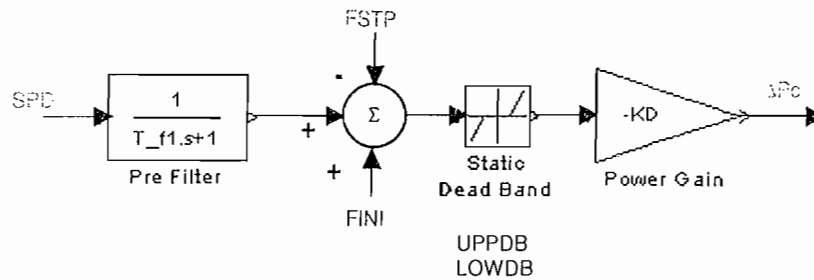 FSTP
SPD
-
1
T_f1.s+1
+
Σ
-KD
ΔPc
Pre Filter
+
Static
Dead Band
Power Gain
FINI
UPPDB
LOWDB